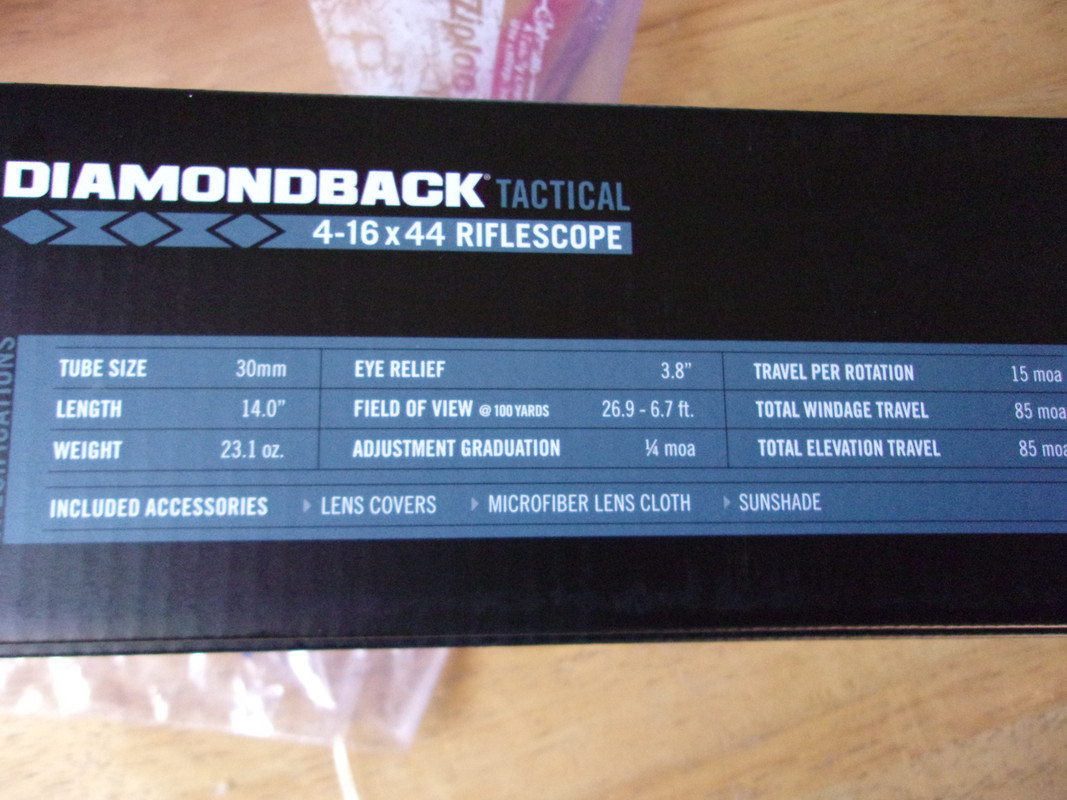 Ziploc
DIAMONDBACK® TACTICAL
4-16 x 44 RIFLESCOPE
TUBE SIZE 30mm EYE RELIEF 3.8” TRAVEL PER ROTATION 15 moa
LENGTH 14.0” FIELD OF VIEW @ 100 YARDS 26.9 - 6.7 ft. TOTAL WINDAGE TRAVEL 85 moa
WEIGHT 23.1 oz. ADJUSTMENT GRADUATION ¼ moa TOTAL ELEVATION TRAVEL 85 moa
INCLUDED ACCESSORIES LENS COVERS MICROFIBER LENS CLOTH SUNSHADE